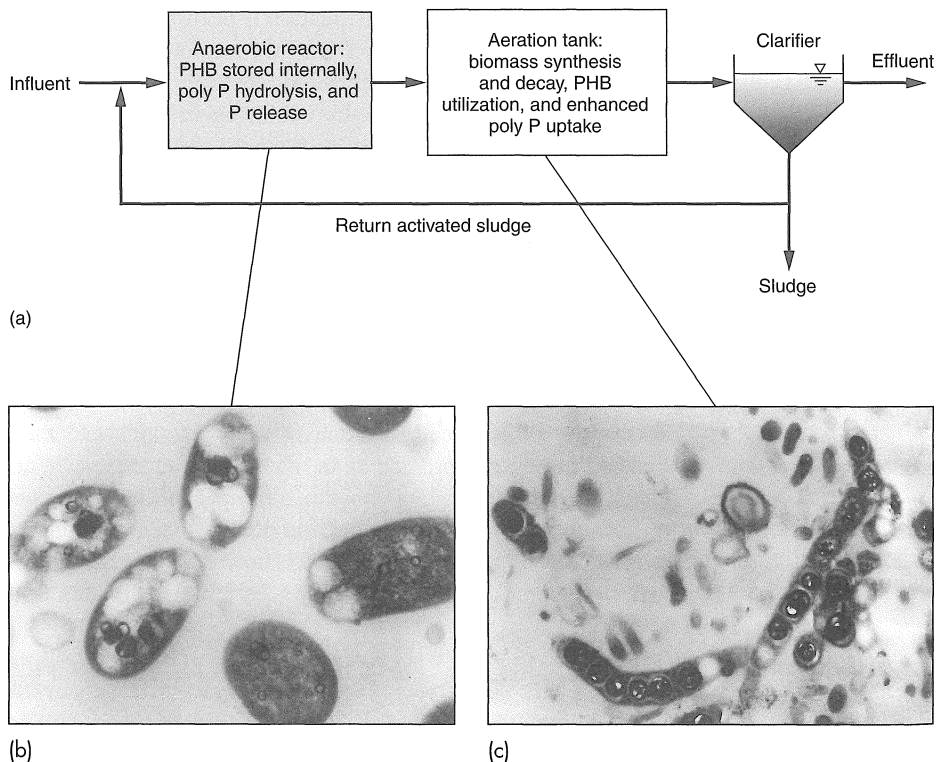 Influent
Anaerobic reactor:
PHB stored internally,
poly P hydrolysis, and
P release
Aeration tank:
biomass synthesis
and decay, PHB
utilization, and enhanced
poly P uptake
Clarifier
Effluent
Return activated sludge
Sludge
(a)
(b)
(c)